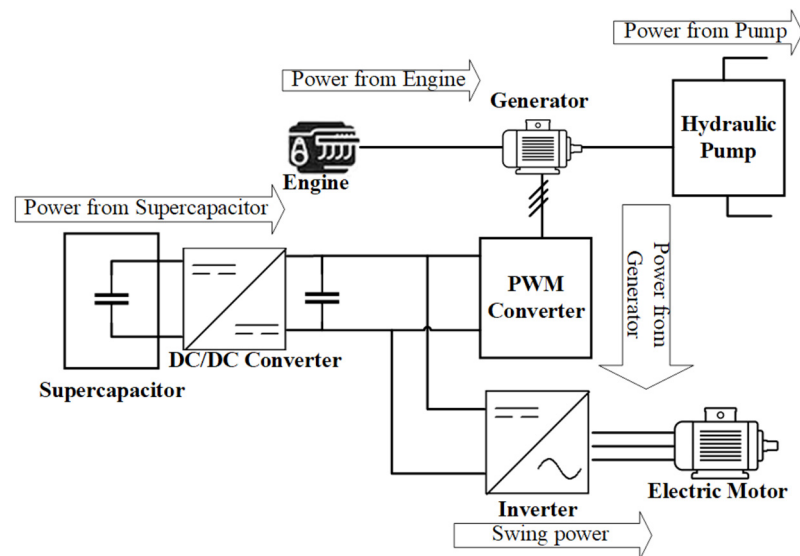 Power from Pump
Power from Engine
Generator
Hydraulic
Pump
Engine
Power from Supercapacitor
Power from
Generator
PWM
Converter
DC/DC Converter
Supercapacitor
Electric Motor
Inverter
Swing power